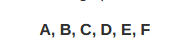 A, B, C, D, E, F